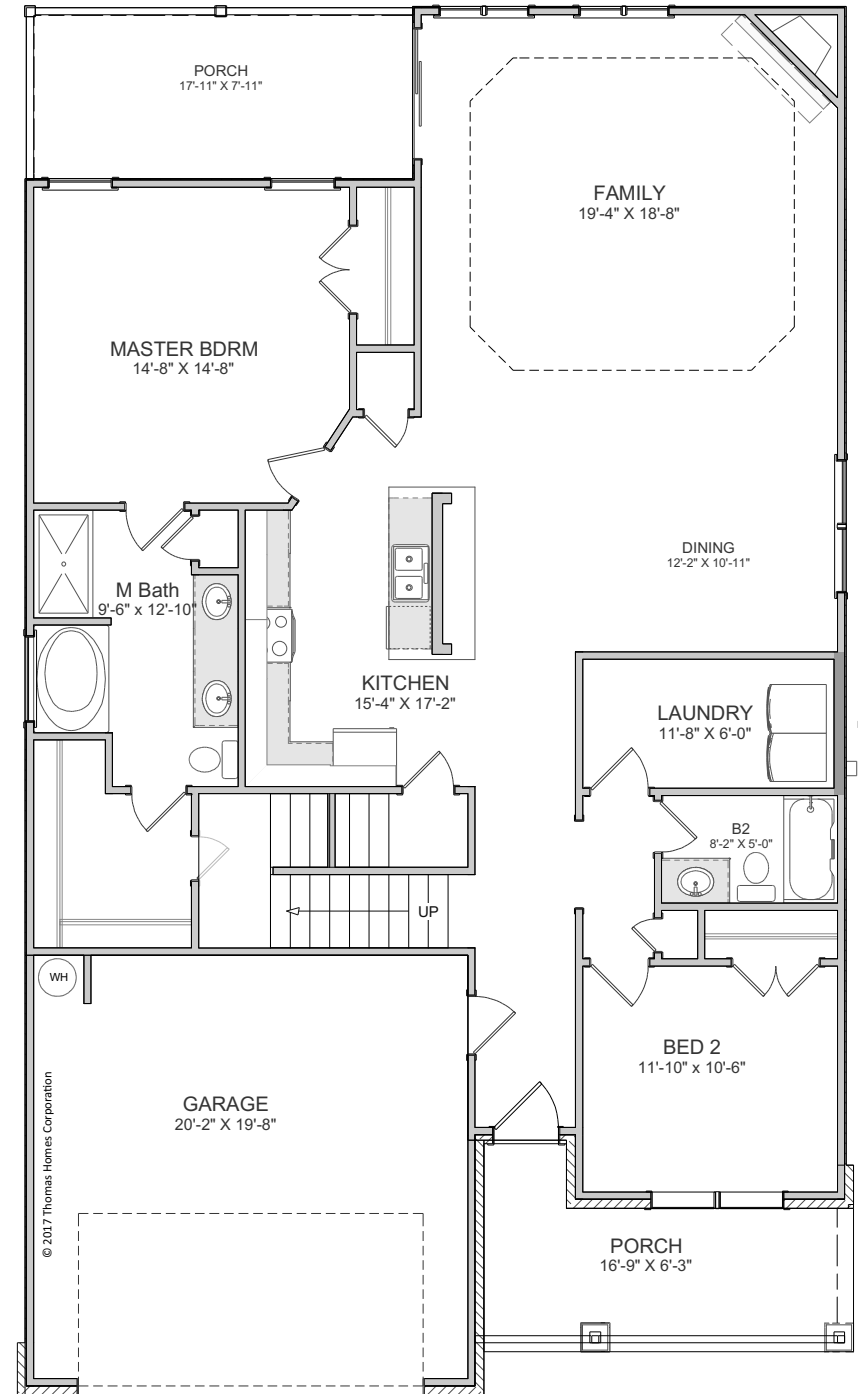 PORCH
17'-11" X 7'-11"
FAMILY
19'-4" X 18'-8"
MASTER BDRM
14'-8" X 14'-8"
DINING
12'-2" X 10'-11"
M Bath
9'-6" x 12'-10"
KITCHEN
15'-4" X 17'-2"
LAUNDRY
11'-8" X 6'-0"
B2
8'-2" X 5'-0"
UP
WH
BED 2
11'-10" x 10'-6"
GARAGE
20'-2" X 19'-8"
© 2017 Thomas Homes Corporation
PORCH
16'-9" X 6'-3"